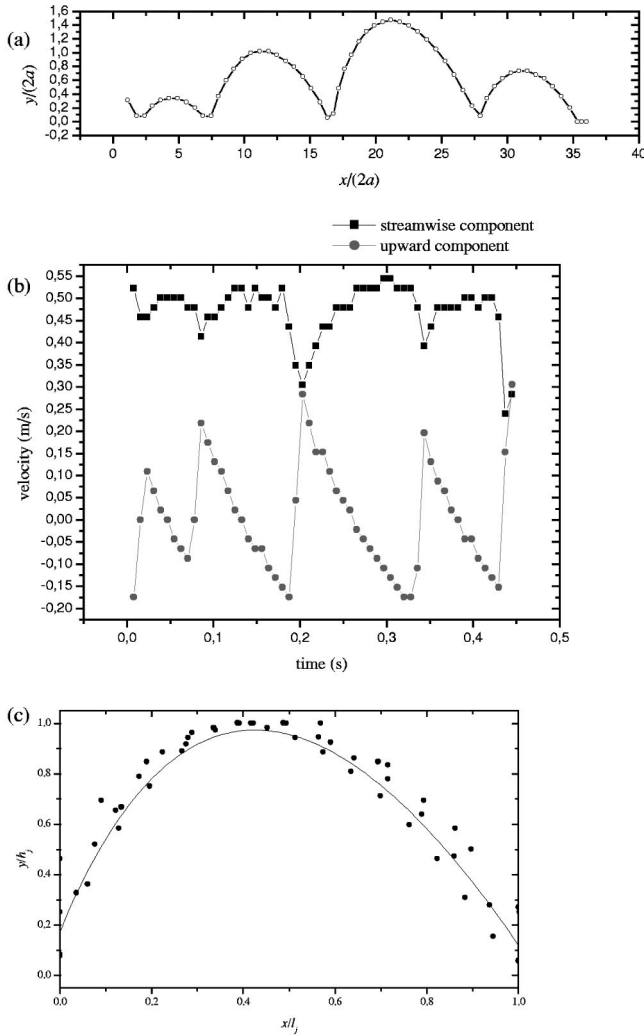 (a)
1,6
1,4
1,2
1,0
0,8
0,6
0,4
0,2
0,0
-0,2
y/(2a)
0 5 10 15 20 25 30 35 40
x/(2a)
streamwise component
upward component
(b)
0,55
0,50
0,45
0,40
0,35
0,30
0,25
0,20
0,15
0,10
0,05
0,00
-0,05
-0,10
-0,15
-0,20
velocity (m/s)
0,0 0,1 0,2 0,3 0,4 0,5
time (s)
(c)
1,0
0,8
0,6
0,4
0,2
0,0
y/hj
0,0 0,2 0,4 0,6 0,8 1,0
x/lj